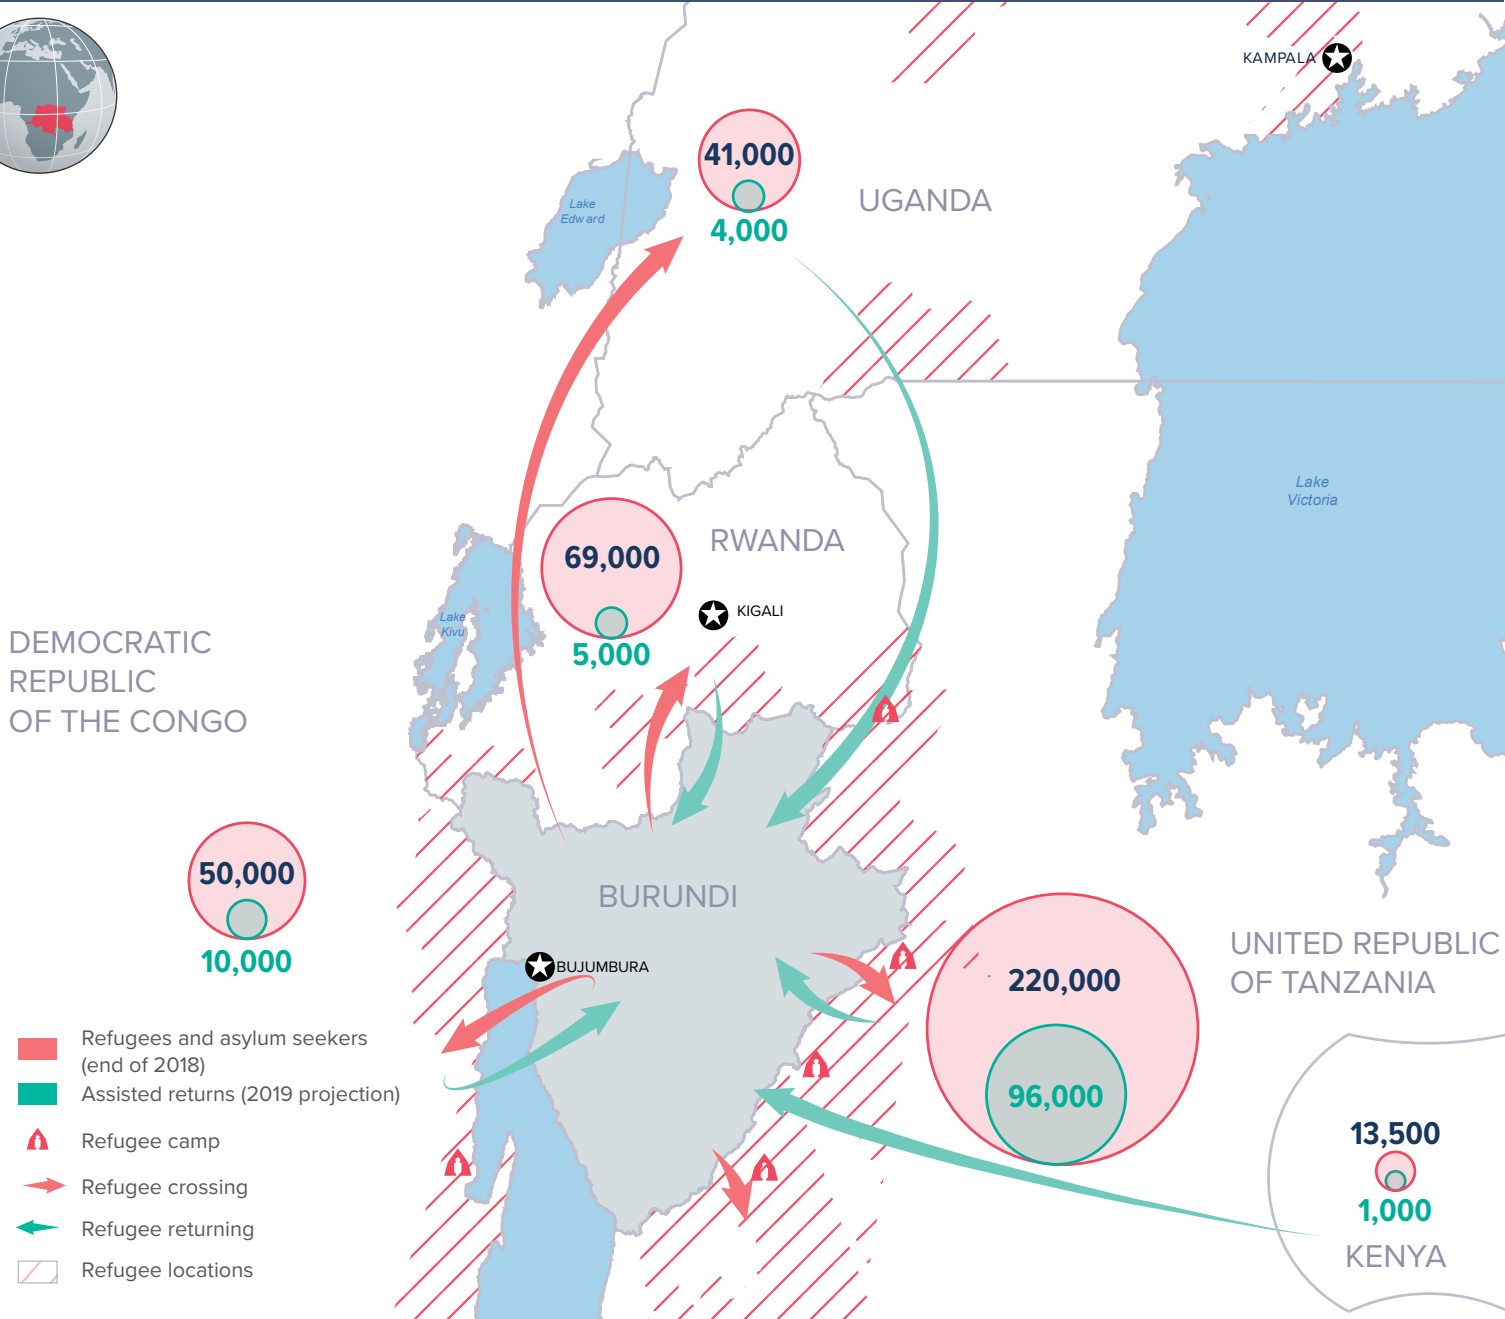 KAMPALA
41,000
4,000
UGANDA
Lake
Edward
Lake
Victoria
RWANDA
69,000
5,000
KIGALI
Lake
Kivu
DEMOCRATIC
REPUBLIC
OF THE CONGO
50,000
10,000
BURUNDI
BUJUMBURA
220,000
96,000
UNITED REPUBLIC
OF TANZANIA
13,500
1,000
KENYA
Refugees and asylum seekers
(end of 2018)
Assisted returns (2019 projection)
Refugee camp
Refugee crossing
Refugee returning
Refugee locations